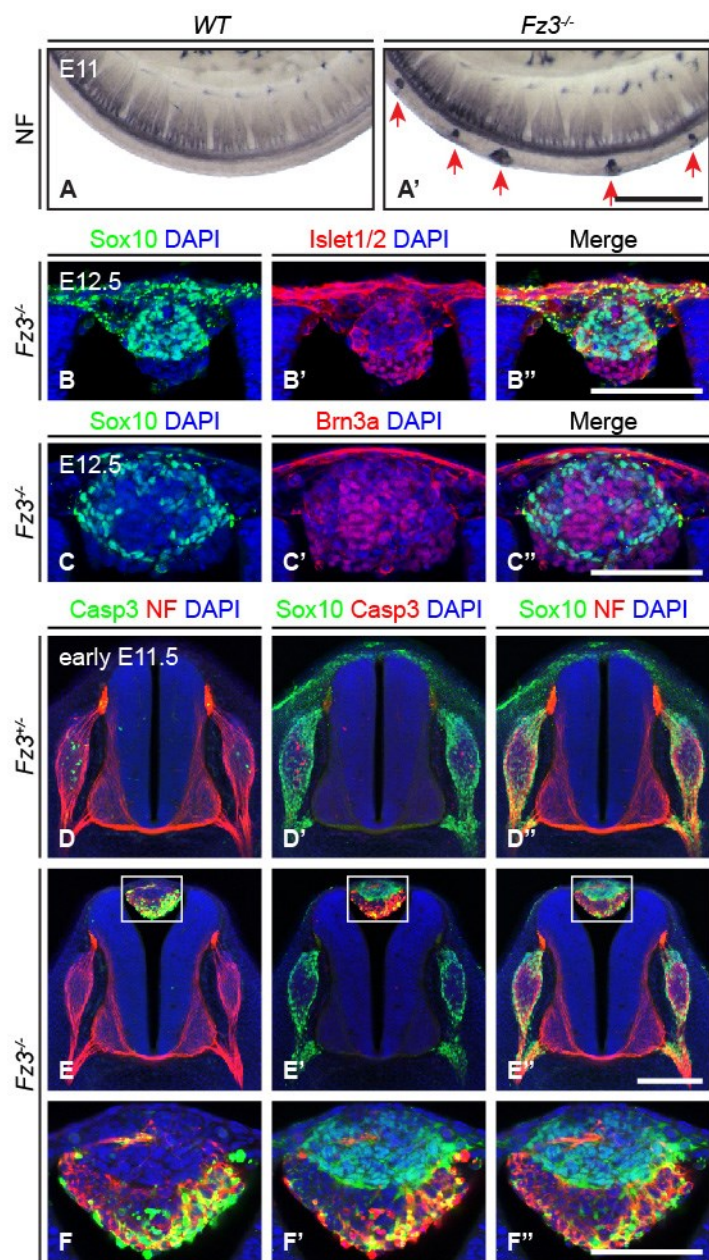 WT Fz3-/-
NF
E11
A A’
Sox10 DAPI Islet1/2 DAPI Merge
Fz3-/-
E12.5
B B’ B”
Sox10 DAPI Brn3a DAPI Merge
Fz3-/-
E12.5
C C’ C”
Casp3 NF DAPI Sox10 Casp3 DAPI Sox10 NF DAPI
Fz3+/-
early E11.5
D D’ D”
Fz3-/-
E E’ E”
F F’ F”